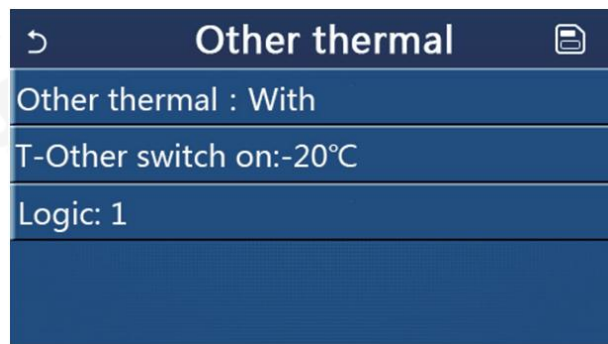 Other thermal
Other thermal : With
T-Other switch on:-20℃
Logic: 1